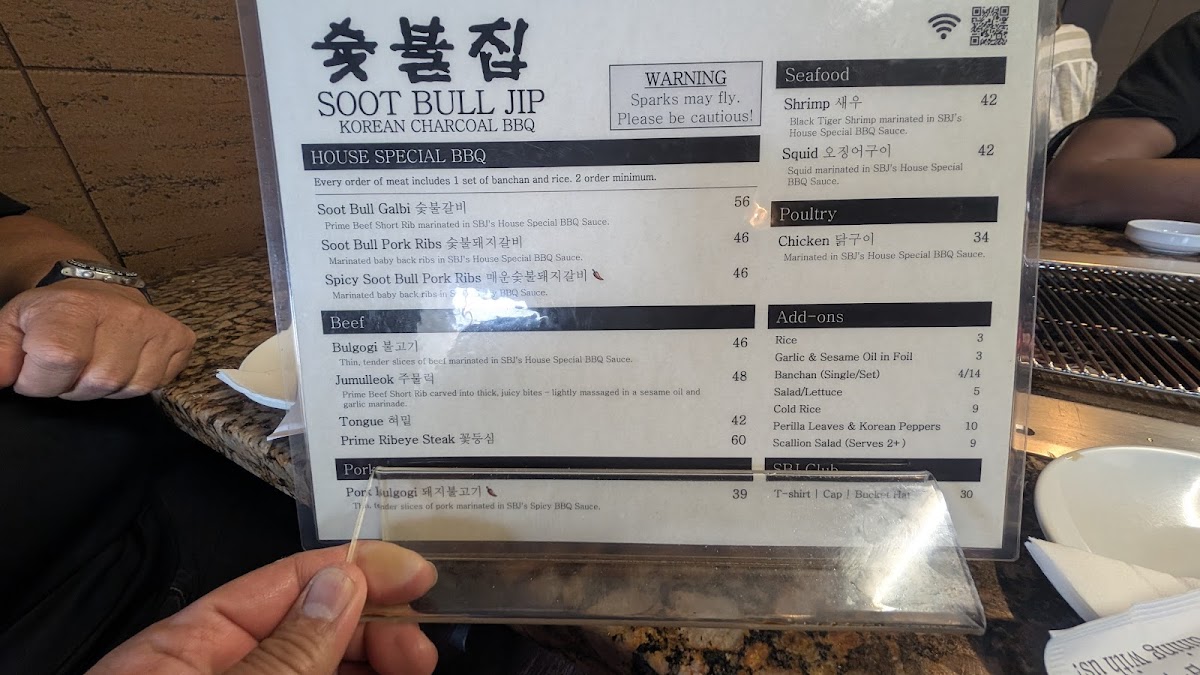 숯불집
SOOT BULL JIP
KOREAN CHARCOAL BBQ
WARNING
Sparks may fly.
Please be cautious!
HOUSE SPECIAL BBQ
Every order of meat includes 1 set of banchan and rice. 2 order minimum.
Soot Bull Galbi 숯불갈비 56
Prime Beef Short Rib marinated in SBJ's House Special BBQ Sauce.
Soot Bull Pork Ribs 숯불돼지갈비 46
Marinated baby back ribs in SBJ's House Special BBQ Sauce.
Spicy Soot Bull Pork Ribs 매운숯불돼지갈비 46
Marinated baby back ribs in BBQ Sauce.
Beef
Bulgogi 불고기 46
Thin, tender slices of beef marinated in SBJ's House Special BBQ Sauce.
Jumulleok 주물럭 48
Prime Beef Short Rib carved into thick, juicy bites - lightly massaged in a sesame oil and
garlic marinade.
Tongue 혀밑 42
Prime Ribeye Steak 꽃등심 60
Pork
Pork Bulgogi 돼지불고기 39
Thin, tender slices of pork marinated in SBJ's Spicy BBQ Sauce.
Seafood
Shrimp 새우 42
Black Tiger Shrimp marinated in SBJ's
House Special BBQ Sauce.
Squid 오징어구이 42
Squid marinated in SBJ's House Special
BBQ Sauce.
Poultry
Chicken 닭구이 34
Marinated in SBJ's House Special BBQ Sauce.
Add-ons
Rice 3
Garlic & Sesame Oil in Foil 3
Banchan (Single/Set) 4/14
Salad/Lettuce 5
Cold Rice 9
Perilla Leaves & Korean Peppers 10
Scallion Salad (Serves 2+) 9
SBJ Club
T-shirt | Cap | Bucket Hat 30
ning with us!